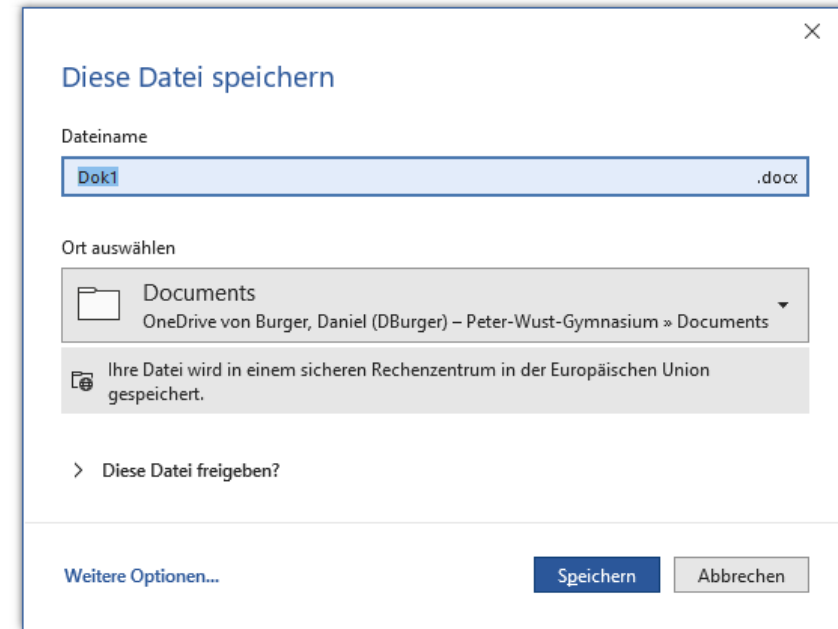 Diese Datei speichern
Dateiname
Dok1 .docx
Ort auswählen
Documents
OneDrive von Burger, Daniel (DBurger) – Peter-Wust-Gymnasium » Documents
Ihre Datei wird in einem sicheren Rechenzentrum in der Europäischen Union
gespeichert.
Diese Datei freigeben?
Weitere Optionen...
Speichern
Abbrechen